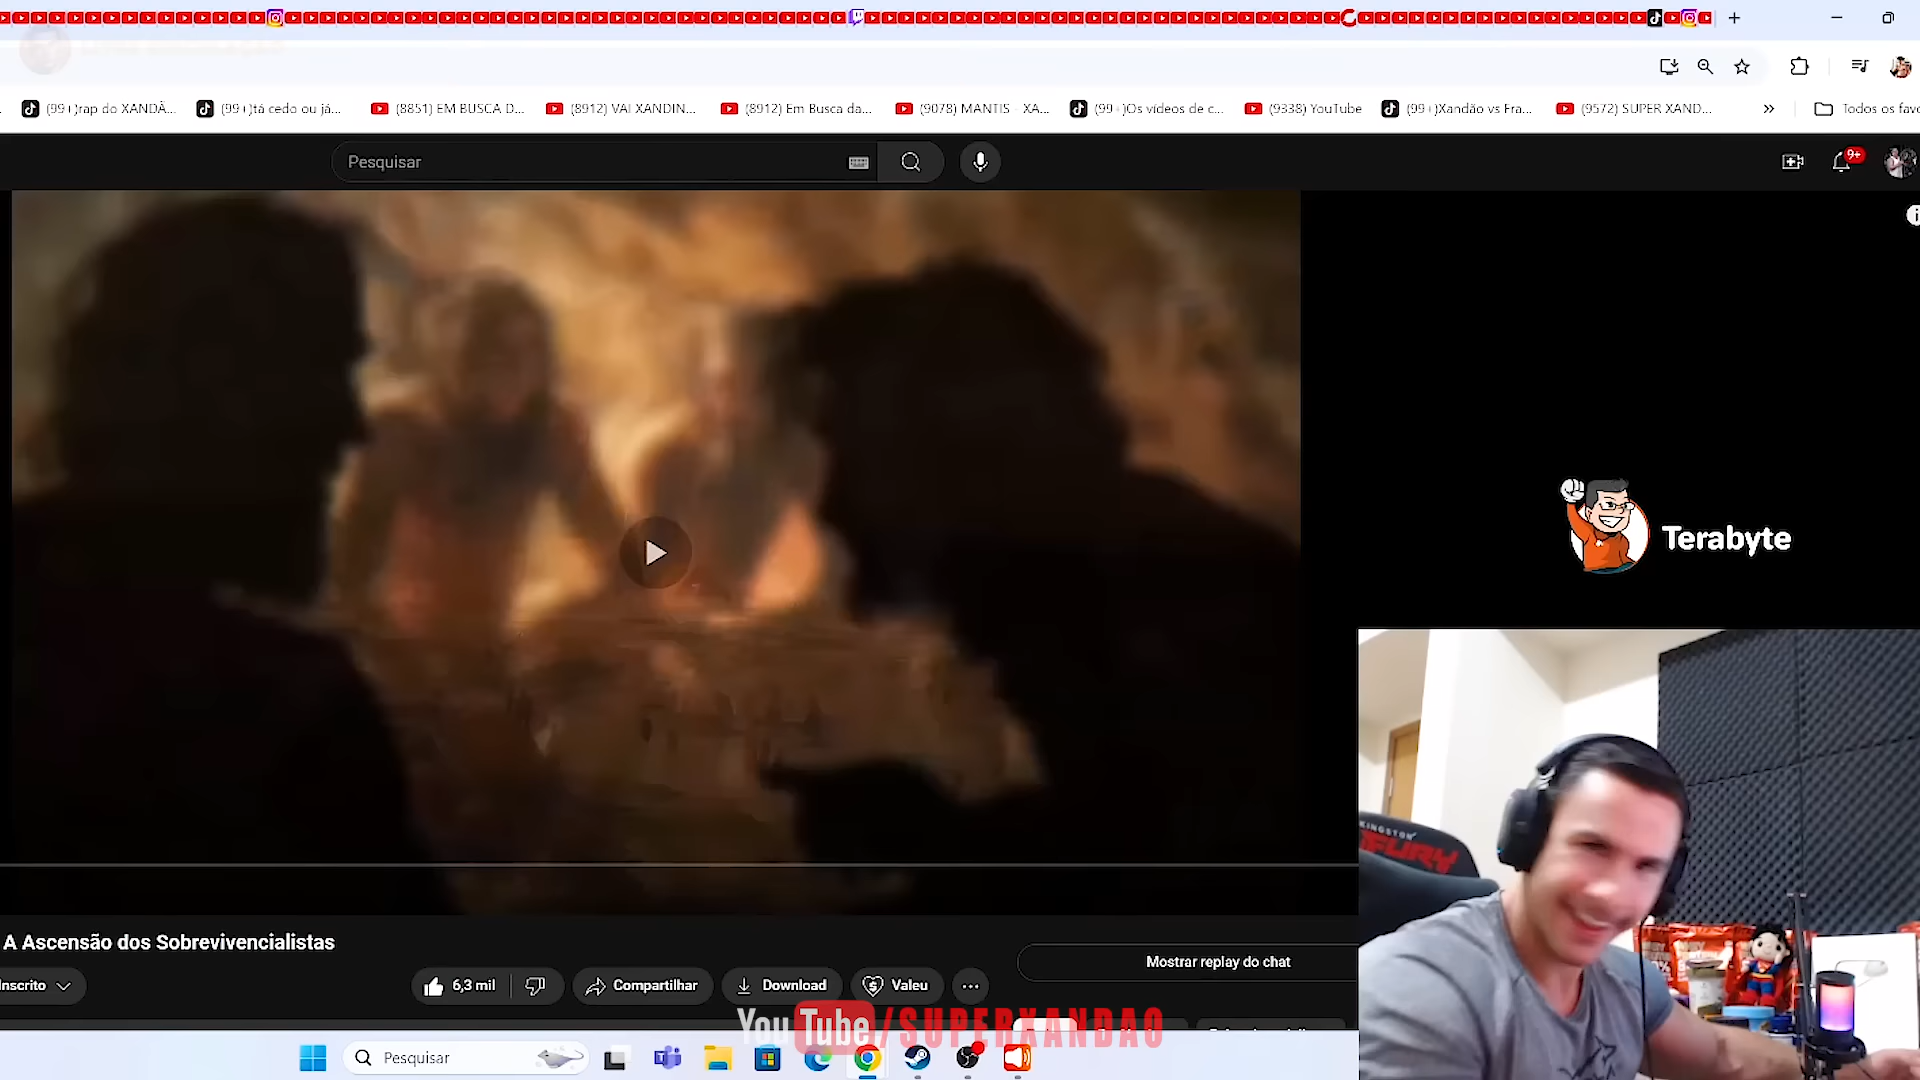 (99+)rap do XANDÃ...
(99+)tá cedo ou já...
(8851) EM BUSCA D...
(8912) VAI XANDIN...
(8912) Em Busca da...
(9078) MANTIS - XA...
(99+)Os vídeos de c...
(9338) YouTube
(99+)Xandão vs Fra...
(9572) SUPER XAND...
Todos os favo
Pesquisar
9+
Terabyte
KINGSTON
FURY
A Ascensão dos Sobrevivencialistas
Mostrar replay do chat
Inscrito
6,3 mil
Compartilhar
Download
Valeu
YouTube/SUPERXANDAO
Pesquisar